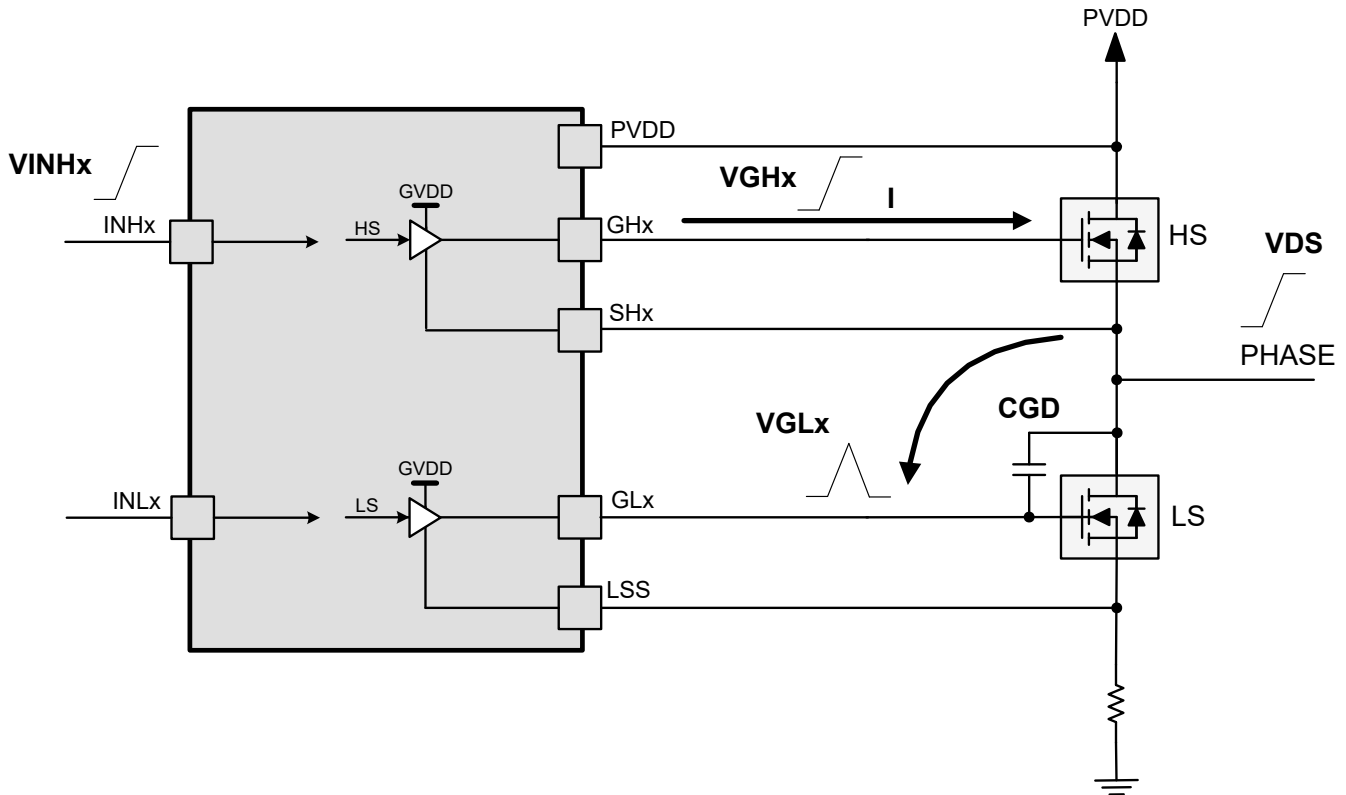 PVDD
PVDD
VINHx
VGHx
I
GVDD
INHx
HS
GHx
HS
VDS
SHx
PHASE
CGD
VGLx
GVDD
INLx
LS
GLx
LS
LSS